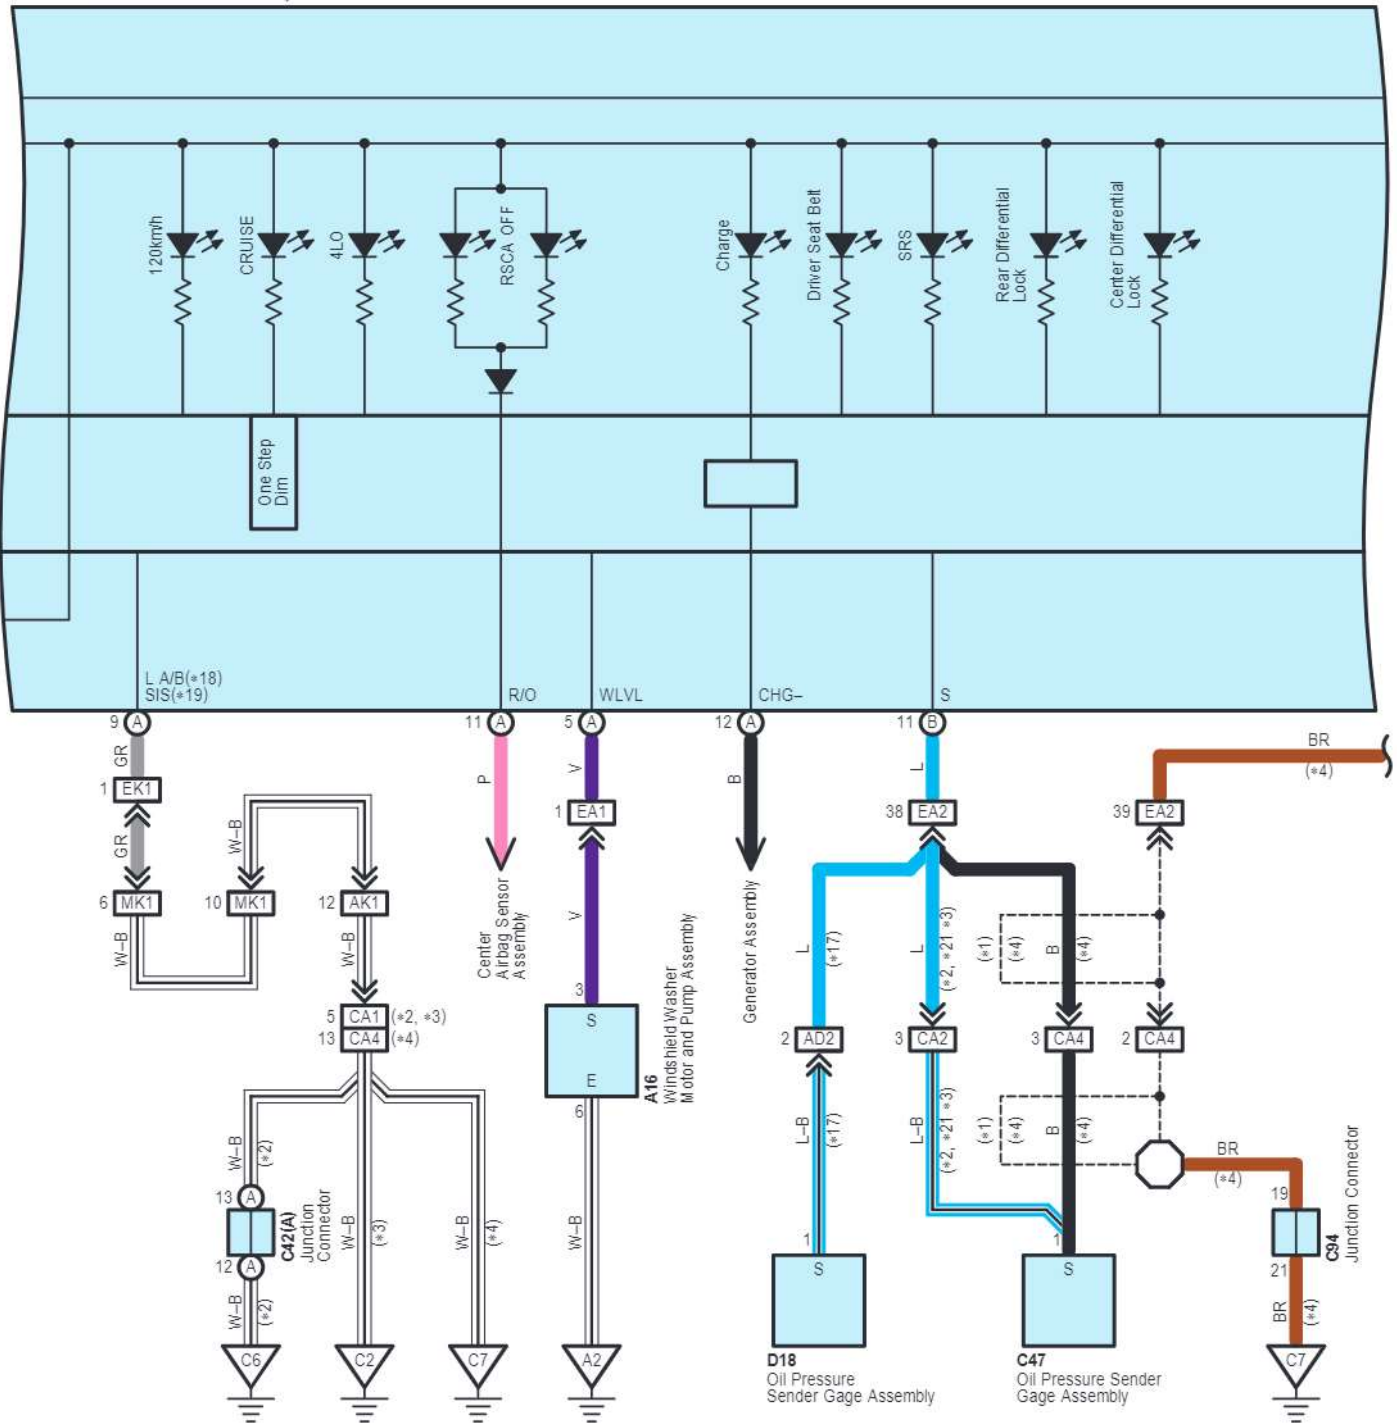 120km/h
CRUISE
4LO
RSCA OFF
Charge
Driver Seat Belt
SRS
Rear Differential
Lock
Center Differential
Lock
One Step
Dim
L A/B(∗18)
SIS(∗19)
R/O
WLVL
CHG–
S
9 A
11 A
5 A
12 A
11 B
BR
(∗4)
GR
P
V
B
L
1 EK1
1 EA1
38 EA2
39 EA2
GR
W–B
6 MK1
10 MK1
12 AK1
W–B
W–B
Center
Airbag Sensor
Assembly
V
Generator Assembly
L
(∗17)
L
(∗2, ∗21 ∗3)
(∗1)
(∗4)
B
(∗4)
5 CA1 (∗2, ∗3)
13 CA4 (∗4)
3
S
E
6
A16
Windshield Washer
Motor and Pump Assembly
2 AD2
3 CA2
3 CA4
2 CA4
L–B
(∗17)
L–B
(∗2, ∗21 ∗3)
(∗1)
(∗4)
B
(∗4)
W–B
(∗2)
13 A
C42(A)
Junction
Connector
12 A
W–B
(∗2)
W–B
(∗3)
W–B
(∗4)
W–B
BR
(∗4)
19
C94
Junction Connector
21
BR
(∗4)
1
S
1
S
C6
C2
C7
A2
C7
D18
Oil Pressure
Sender Gage Assembly
C47
Oil Pressure Sender
Gage Assembly